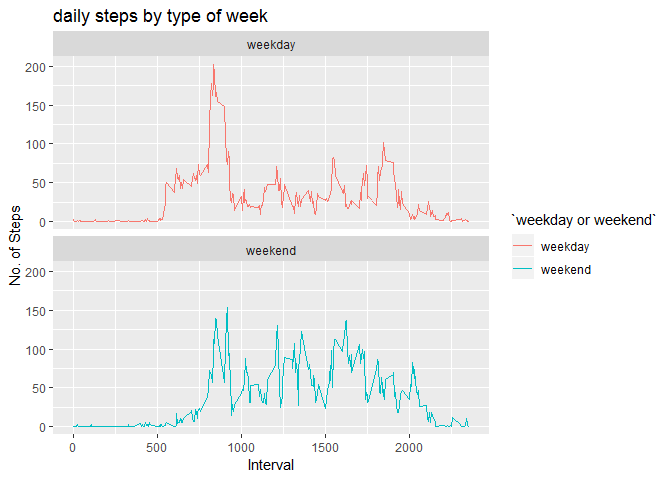 daily steps by type of week
weekday
200
150
100
50
0
No. of Steps
weekend
200
150
100
50
0
0 500 1000 1500 2000
Interval
`weekday or weekend`
weekday
weekend